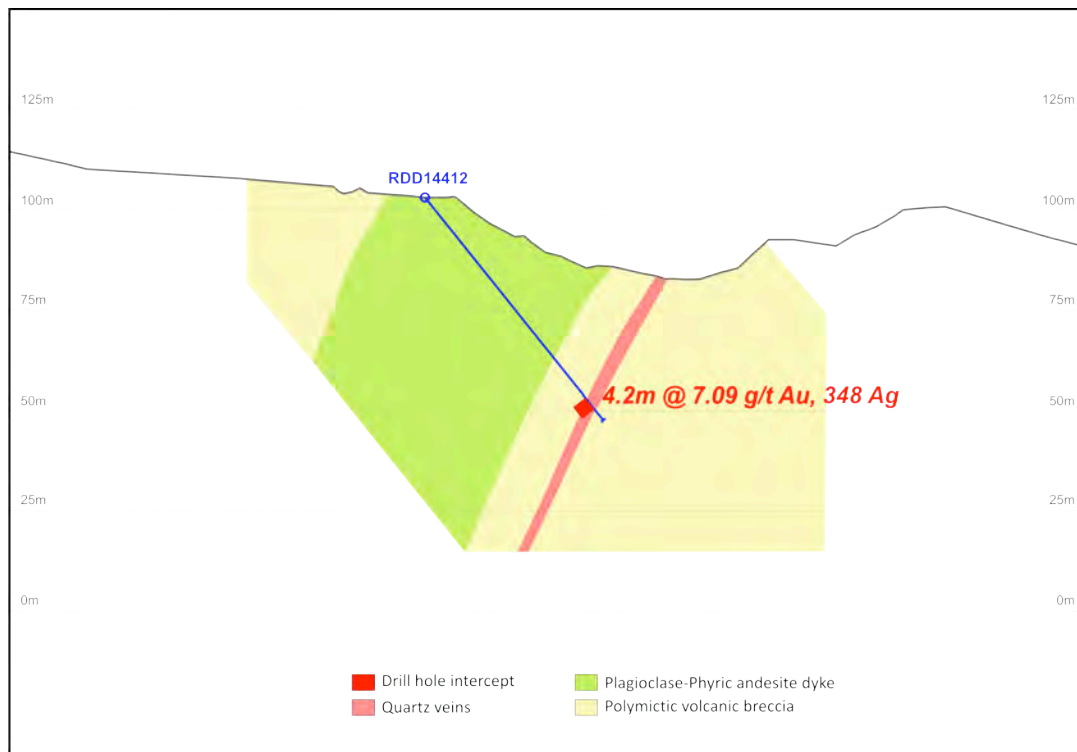 125m 125m
RDD14412
100m 100m
75m 75m
4.2m @ 7.09 g/t Au, 348 Ag
50m 50m
25m 25m
0m 0m
Drill hole intercept Plagioclase-Phyric andesite dyke
Quartz veins Polymictic volcanic breccia